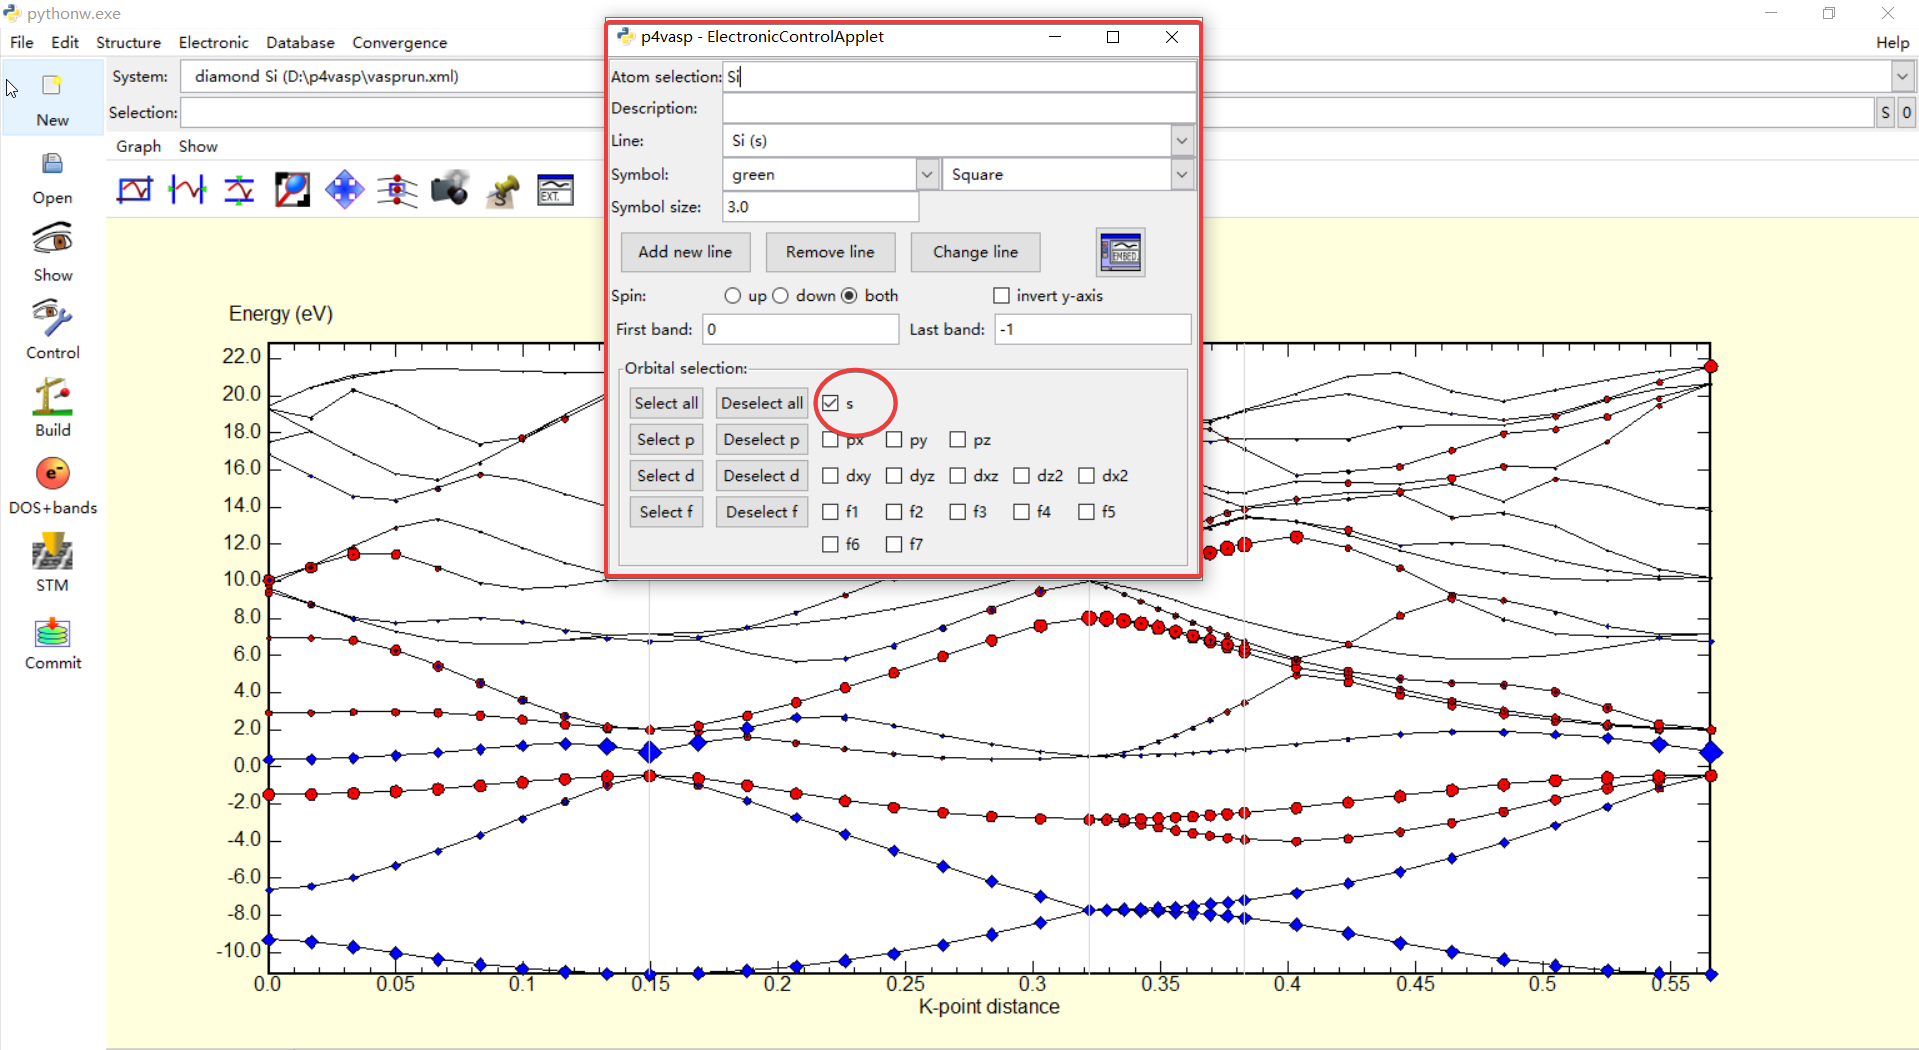 pythonw.exe
File Edit Structure Electronic Database Convergence Help
System: diamond Si (D:\p4vasp\vasprun.xml)
Selection: S 0
Graph Show
New
Open
Show
Control
Build
e-
DOS+bands
STM
Commit
EXT.
S
p4vasp - ElectronicControlApplet
Atom selection: Si
Description:
Line: Si (s)
Symbol: green Square
Symbol size: 3.0
Add new line Remove line Change line EMBED
Spin: up down both invert y-axis
First band: 0 Last band: -1
Orbital selection:
Select all Deselect all s
Select p Deselect p px py pz
Select d Deselect d dxy dyz dxz dz2 dx2
Select f Deselect f f1 f2 f3 f4 f5
f6 f7
Energy (eV)
22.0
20.0
18.0
16.0
14.0
12.0
10.0
8.0
6.0
4.0
2.0
0.0
-2.0
-4.0
-6.0
-8.0
-10.0
0.0 0.05 0.1 0.15 0.2 0.25 0.3 0.35 0.4 0.45 0.5 0.55
K-point distance